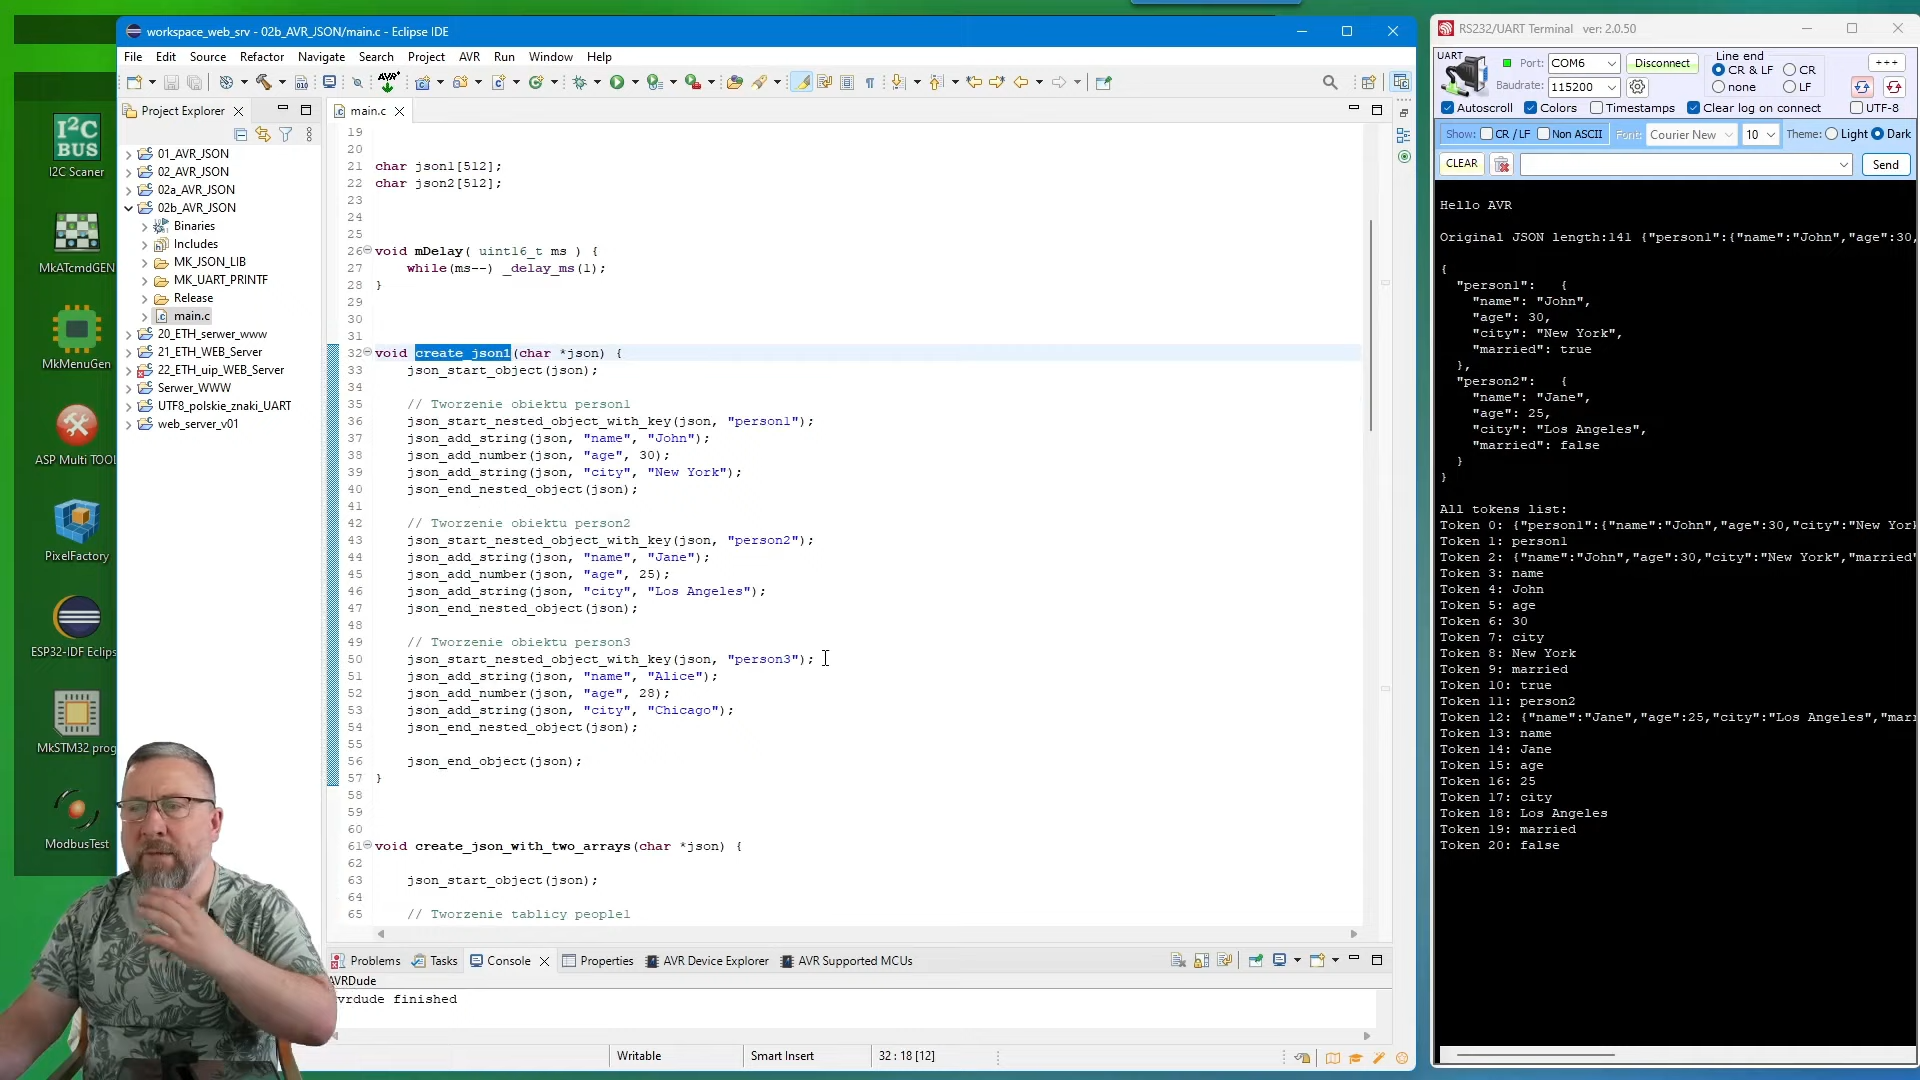 workspace_web_srv - 02b_AVR_JSON/main.c - Eclipse IDE
File Edit Source Refactor Navigate Search Project AVR Run Window Help
Project Explorer
01_AVR_JSON
02_AVR_JSON
02a_AVR_JSON
02b_AVR_JSON
Binaries
Includes
MK_JSON_LIB
MK_UART_PRINTF
Release
main.c
20_ETH_serwer_www
21_ETH_WEB_Server
22_ETH_uip_WEB_Server
Serwer_WWW
UTF8_polskie_znaki_UART
web_server_v01
I2C
BUS
I2C Scaner
MkATcmdGEN
MkMenuGen
ASP Multi TOOL
PixelFactory
ESP32-IDF Eclips
MkSTM32 prog
ModbusTest
main.c
19
20
21 char json1[512];
22 char json2[512];
23
24
25
26 void mDelay( uint16_t ms ) {
27 while(ms--) _delay_ms(1);
28 }
29
30
31
32 void create_json1(char *json) {
33 json_start_object(json);
34
35 // Tworzenie obiektu person1
36 json_start_nested_object_with_key(json, "person1");
37 json_add_string(json, "name", "John");
38 json_add_number(json, "age", 30);
39 json_add_string(json, "city", "New York");
40 json_end_nested_object(json);
41
42 // Tworzenie obiektu person2
43 json_start_nested_object_with_key(json, "person2");
44 json_add_string(json, "name", "Jane");
45 json_add_number(json, "age", 25);
46 json_add_string(json, "city", "Los Angeles");
47 json_end_nested_object(json);
48
49 // Tworzenie obiektu person3
50 json_start_nested_object_with_key(json, "person3");
51 json_add_string(json, "name", "Alice");
52 json_add_number(json, "age", 28);
53 json_add_string(json, "city", "Chicago");
54 json_end_nested_object(json);
55
56 json_end_object(json);
57 }
58
59
60
61 void create_json_with_two_arrays(char *json) {
62
63 json_start_object(json);
64
65 // Tworzenie tablicy people1
Problems Tasks Console Properties AVR Device Explorer AVR Supported MCUs
AVRDude
vrdude finished
Writable Smart Insert 32 : 18 [12]
RS232/UART Terminal ver: 2.0.50
UART Port: COM6 Disconnect Line end +++
CR & LF CR
Baudrate: 115200 none LF
Autoscroll Colors Timestamps Clear log on connect UTF-8
Show: CR / LF Non ASCII Font: Courier New 10 Theme: Light Dark
CLEAR Send
Hello AVR
Original JSON length:141 {"person1":{"name":"John","age":30,
{
"person1": {
"name": "John",
"age": 30,
"city": "New York",
"married": true
},
"person2": {
"name": "Jane",
"age": 25,
"city": "Los Angeles",
"married": false
}
}
All tokens list:
Token 0: {"person1":{"name":"John","age":30,"city":"New York
Token 1: person1
Token 2: {"name":"John","age":30,"city":"New York","married"
Token 3: name
Token 4: John
Token 5: age
Token 6: 30
Token 7: city
Token 8: New York
Token 9: married
Token 10: true
Token 11: person2
Token 12: {"name":"Jane","age":25,"city":"Los Angeles","marr
Token 13: name
Token 14: Jane
Token 15: age
Token 16: 25
Token 17: city
Token 18: Los Angeles
Token 19: married
Token 20: false